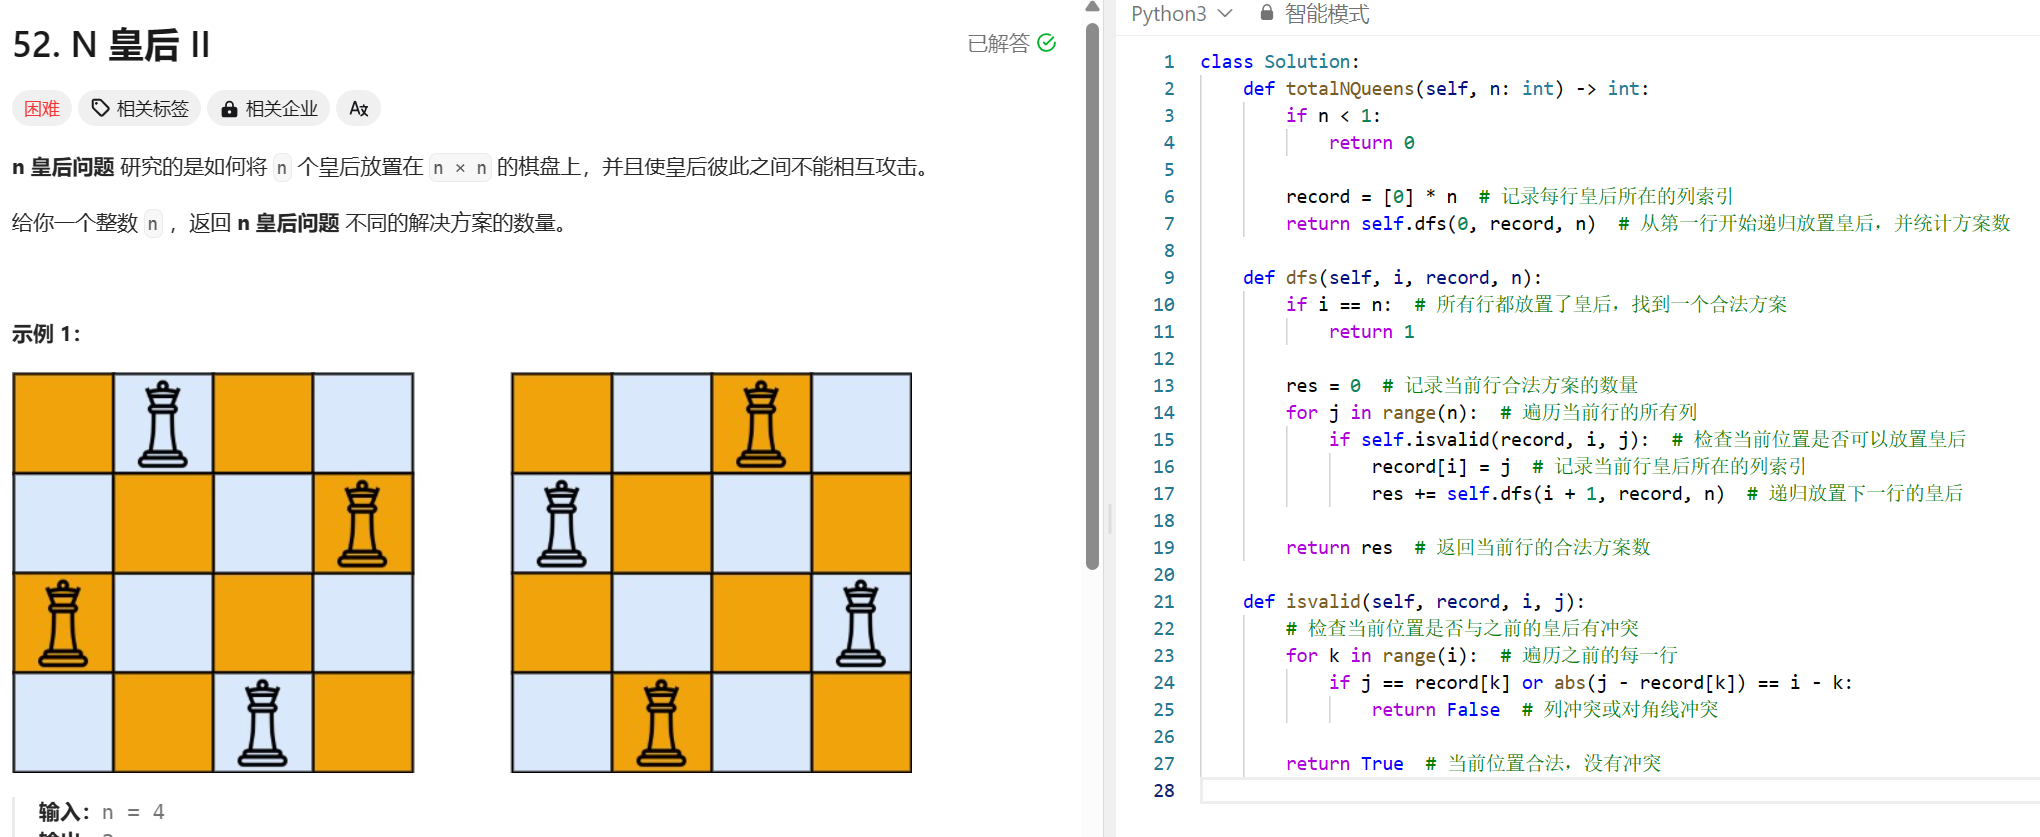 52. N 皇后 II
已解答
困难
相关标签
相关企业
n 皇后问题 研究的是如何将 n 个皇后放置在 n × n 的棋盘上，并且使皇后彼此之间不能相互攻击。
给你一个整数 n ，返回 n 皇后问题 不同的解决方案的数量。
示例 1：
输入：n = 4
Python3
智能模式
1 class Solution:
2 def totalNQueens(self, n: int) -> int:
3 if n < 1:
4 return 0
5
6 record = [0] * n # 记录每行皇后所在的列索引
7 return self.dfs(0, record, n) # 从第一行开始递归放置皇后，并统计方案数
8
9 def dfs(self, i, record, n):
10 if i == n: # 所有行都放置了皇后，找到一个合法方案
11 return 1
12
13 res = 0 # 记录当前行合法方案的数量
14 for j in range(n): # 遍历当前行的所有列
15 if self.isvalid(record, i, j): # 检查当前位置是否可以放置皇后
16 record[i] = j # 记录当前行皇后所在的列索引
17 res += self.dfs(i + 1, record, n) # 递归放置下一行的皇后
18
19 return res # 返回当前行的合法方案数
20
21 def isvalid(self, record, i, j):
22 # 检查当前位置是否与之前的皇后有冲突
23 for k in range(i): # 遍历之前的每一行
24 if j == record[k] or abs(j - record[k]) == i - k:
25 return False # 列冲突或对角线冲突
26
27 return True # 当前位置合法，没有冲突
28